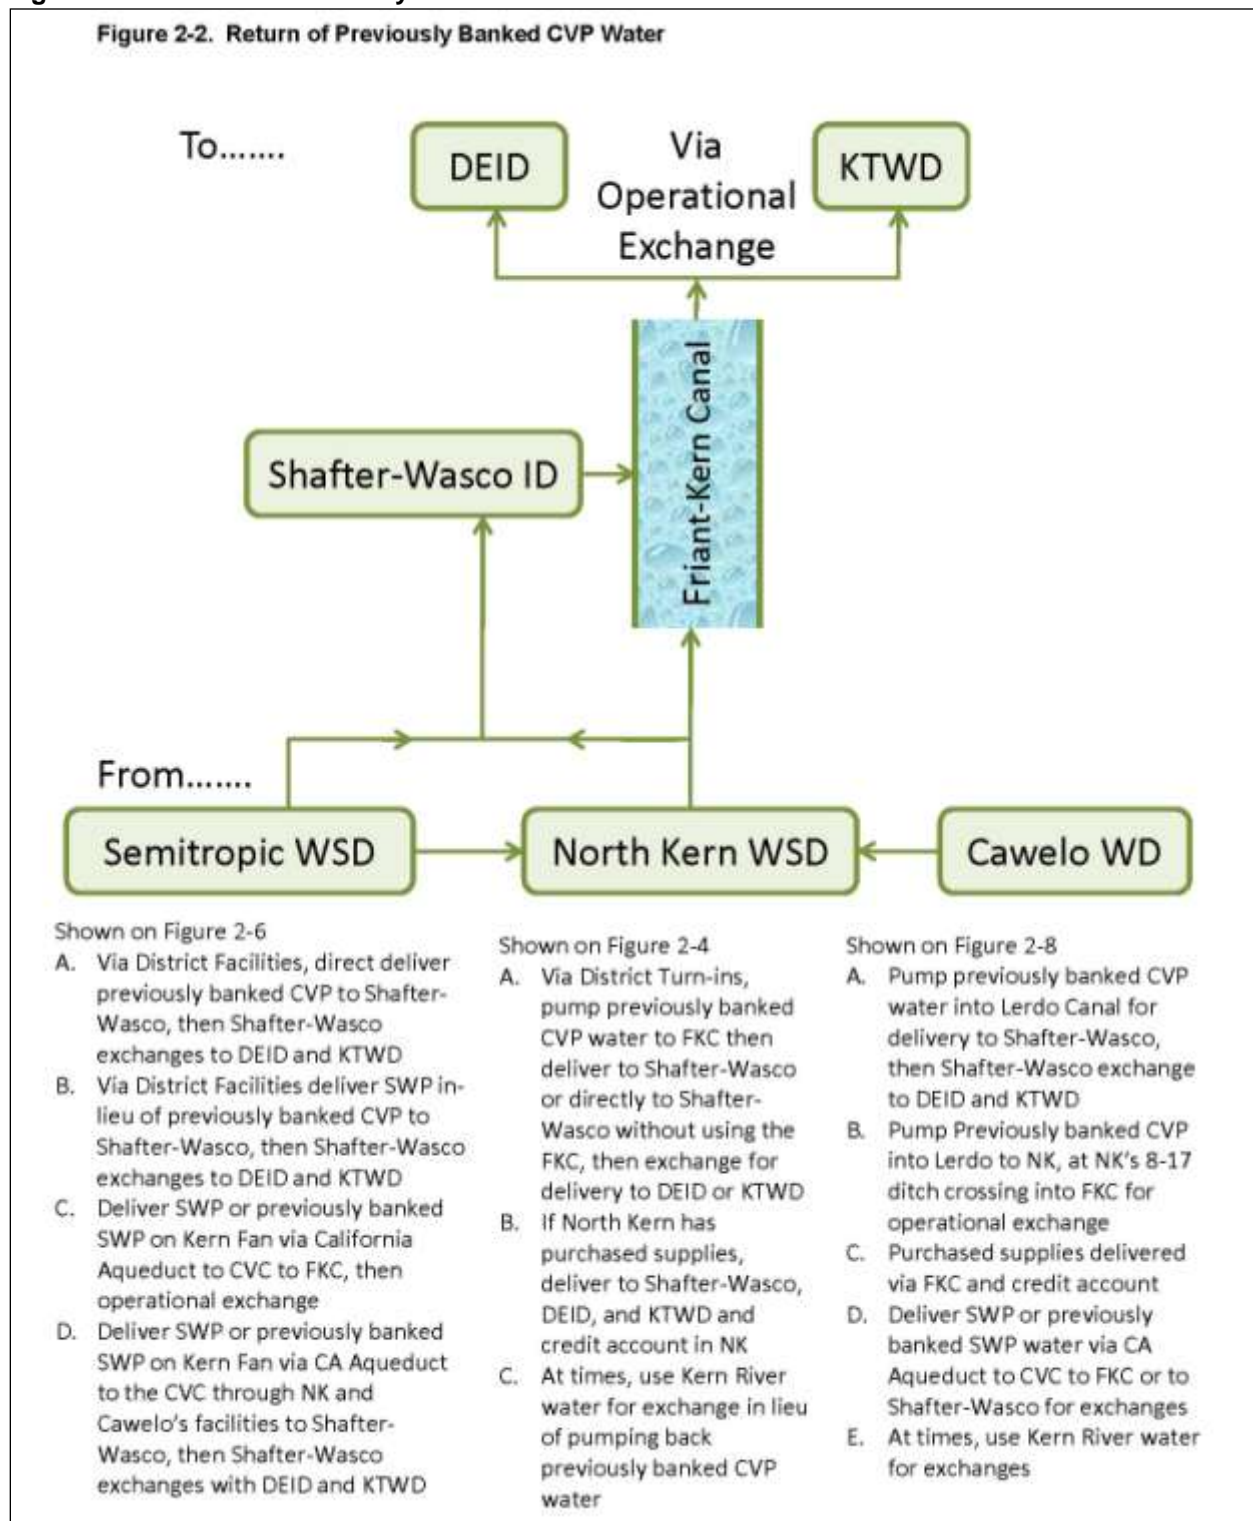 Figure 2-2.  Return of Previously Banked CVP Water
To.......
DEID
Via
Operational
Exchange
KTWD
Friant-Kern Canal
Shafter-Wasco ID
From.......
Semitropic WSD
North Kern WSD
Cawelo WD
Shown on Figure 2-6
A. Via District Facilities, direct deliver
previously banked CVP to Shafter-
Wasco, then Shafter-Wasco
exchanges to DEID and KTWD
B. Via District Facilities deliver SWP in-
lieu of previously banked CVP to
Shafter-Wasco, then Shafter-Wasco
exchanges to DEID and KTWD
C. Deliver SWP or previously banked
SWP on Kern Fan via California
Aqueduct to CVC to FKC, then
operational exchange
D. Deliver SWP or previously banked
SWP on Kern Fan via CA Aqueduct
to the CVC through NK and
Cawelo's facilities to Shafter-
Wasco, then Shafter-Wasco
exchanges with DEID and KTWD
Shown on Figure 2-4
A. Via District Turn-ins,
pump previously banked
CVP water to FKC then
deliver to Shafter-Wasco
or directly to Shafter-
Wasco without using the
FKC, then exchange for
delivery to DEID or KTWD
B. If North Kern has
purchased supplies,
deliver to Shafter-Wasco,
DEID, and KTWD and
credit account in NK
C. At times, use Kern River
water for exchange in lieu
of pumping back
previously banked CVP
water
Shown on Figure 2-8
A. Pump previously banked CVP
water into Lerdo Canal for
delivery to Shafter-Wasco,
then Shafter-Wasco exchange
to DEID and KTWD
B. Pump Previously banked CVP
into Lerdo to NK, at NK's 8-17
ditch crossing into FKC for
operational exchange
C. Purchased supplies delivered
via FKC and credit account
D. Deliver SWP or previously
banked SWP water via CA
Aqueduct to CVC to FKC or to
Shafter-Wasco for exchanges
E. At times, use Kern River water
for exchanges